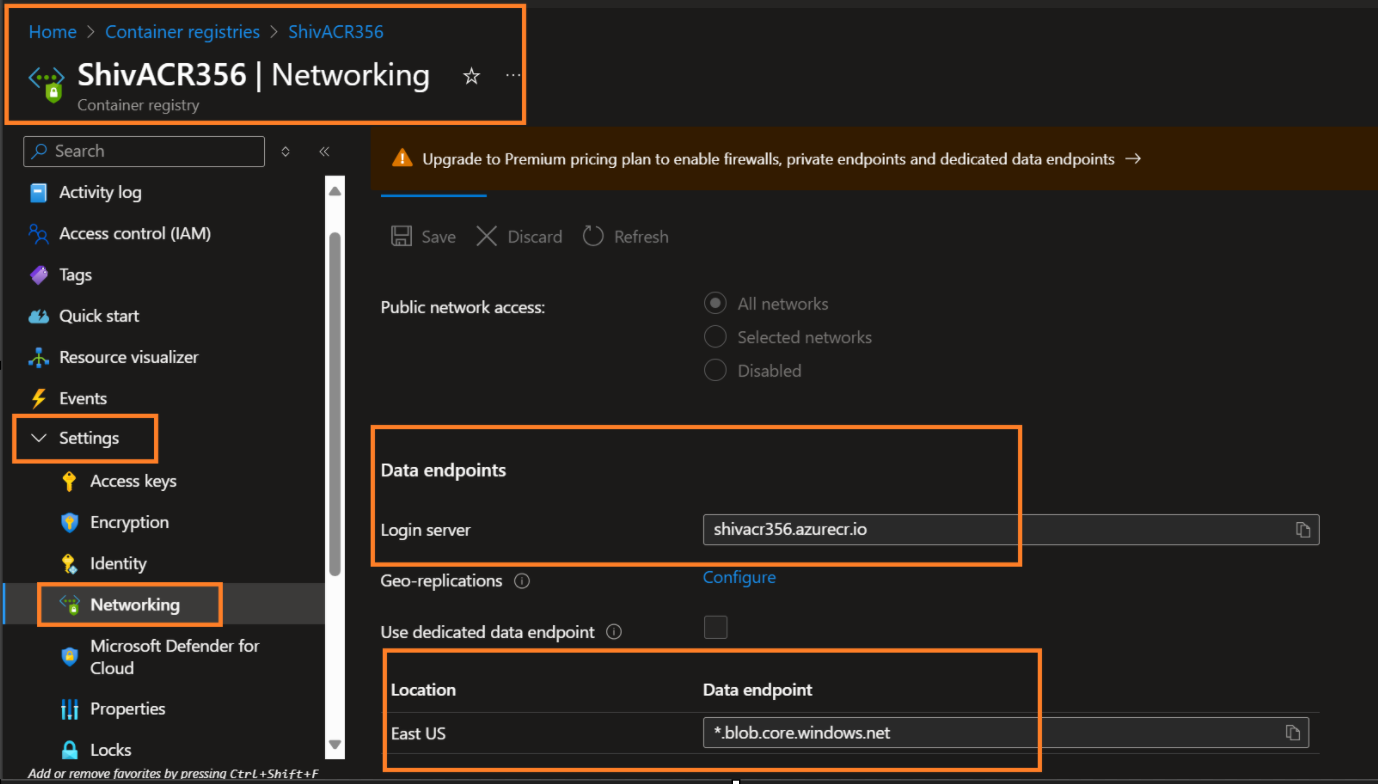 Home > Container registries > ShivACR356
ShivACR356 | Networking
Container registry
Search
Upgrade to Premium pricing plan to enable firewalls, private endpoints and dedicated data endpoints →
Activity log
Access control (IAM)
Tags
Quick start
Resource visualizer
Events
Settings
Access keys
Encryption
Identity
Networking
Microsoft Defender for
Cloud
Properties
Locks
Add or remove favorites by pressing Ctrl+Shift+F
Save Discard Refresh
Public network access: All networks
Selected networks
Disabled
Data endpoints
Login server shivacr356.azurecr.io
Geo-replications Configure
Use dedicated data endpoint
Location Data endpoint
East US *.blob.core.windows.net